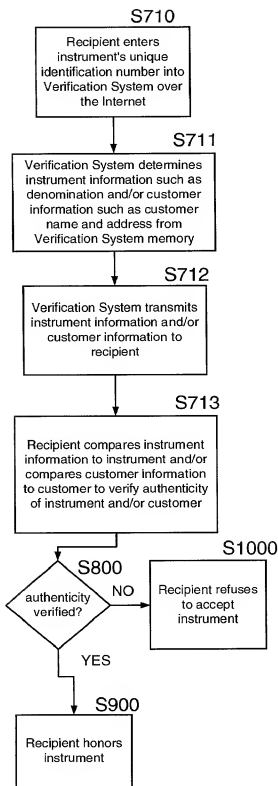 S710
Recipient enters
instrument's unique
identification number into
Verification System over
the Internet
S711
Verification System determines
instrument information such as
denomination and/or customer
information such as customer
name and address from
Verification System memory
S712
Verification System transmits
instrument information and/or
customer information to
recipient
S713
Recipient compares instrument
information to instrument and/or
compares customer information
to customer to verify authenticity
of instrument and/or customer
S800
authenticity
verified?
NO
S1000
Recipient refuses
to accept
instrument
YES
S900
Recipient honors
instrument